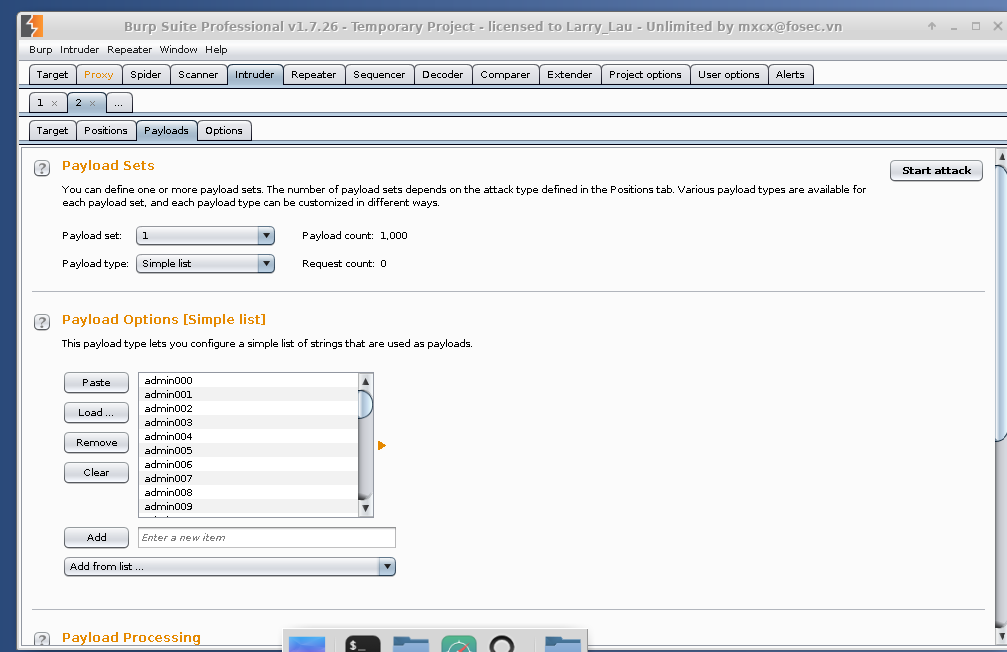 Burp Suite Professional v1.7.26 - Temporary Project - licensed to Larry_Lau - Unlimited by mxcx@fosec.vn
Burp Intruder Repeater Window Help
Target Proxy Spider Scanner Intruder Repeater Sequencer Decoder Comparer Extender Project options User options Alerts
1 × 2 × ...
Target Positions Payloads Options
? Payload Sets Start attack
You can define one or more payload sets. The number of payload sets depends on the attack type defined in the Positions tab. Various payload types are available for
each payload set, and each payload type can be customized in different ways.
Payload set: 1 Payload count: 1,000
Payload type: Simple list Request count: 0
? Payload Options [Simple list]
This payload type lets you configure a simple list of strings that are used as payloads.
Paste
Load ...
Remove
Clear
admin000
admin001
admin002
admin003
admin004
admin005
admin006
admin007
admin008
admin009
Add Enter a new item
Add from list ...
? Payload Processing
$_